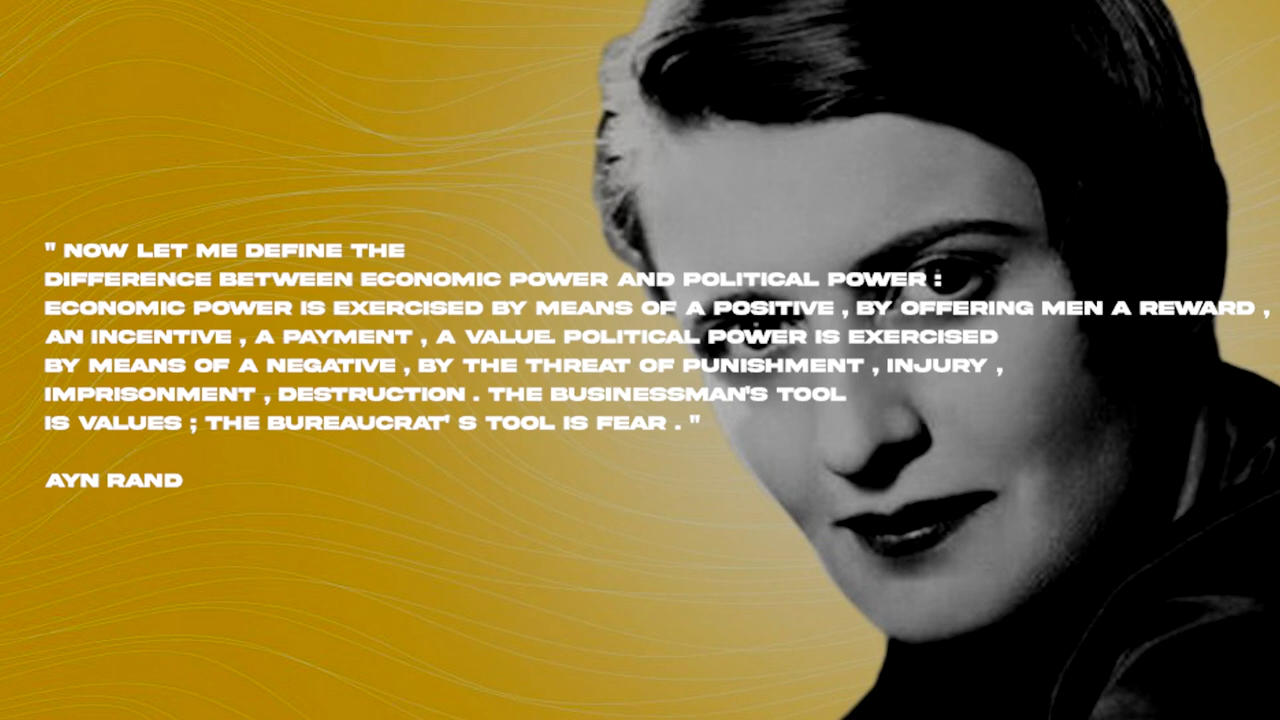 " NOW LET ME DEFINE THE
DIFFERENCE BETWEEN ECONOMIC POWER AND POLITICAL POWER :
ECONOMIC POWER IS EXERCISED BY MEANS OF A POSITIVE , BY OFFERING MEN A REWARD ,
AN INCENTIVE , A PAYMENT , A VALUE. POLITICAL POWER IS EXERCISED
BY MEANS OF A NEGATIVE , BY THE THREAT OF PUNISHMENT , INJURY ,
IMPRISONMENT , DESTRUCTION . THE BUSINESSMAN'S TOOL
IS VALUES ; THE BUREAUCRAT' S TOOL IS FEAR . "
AYN RAND